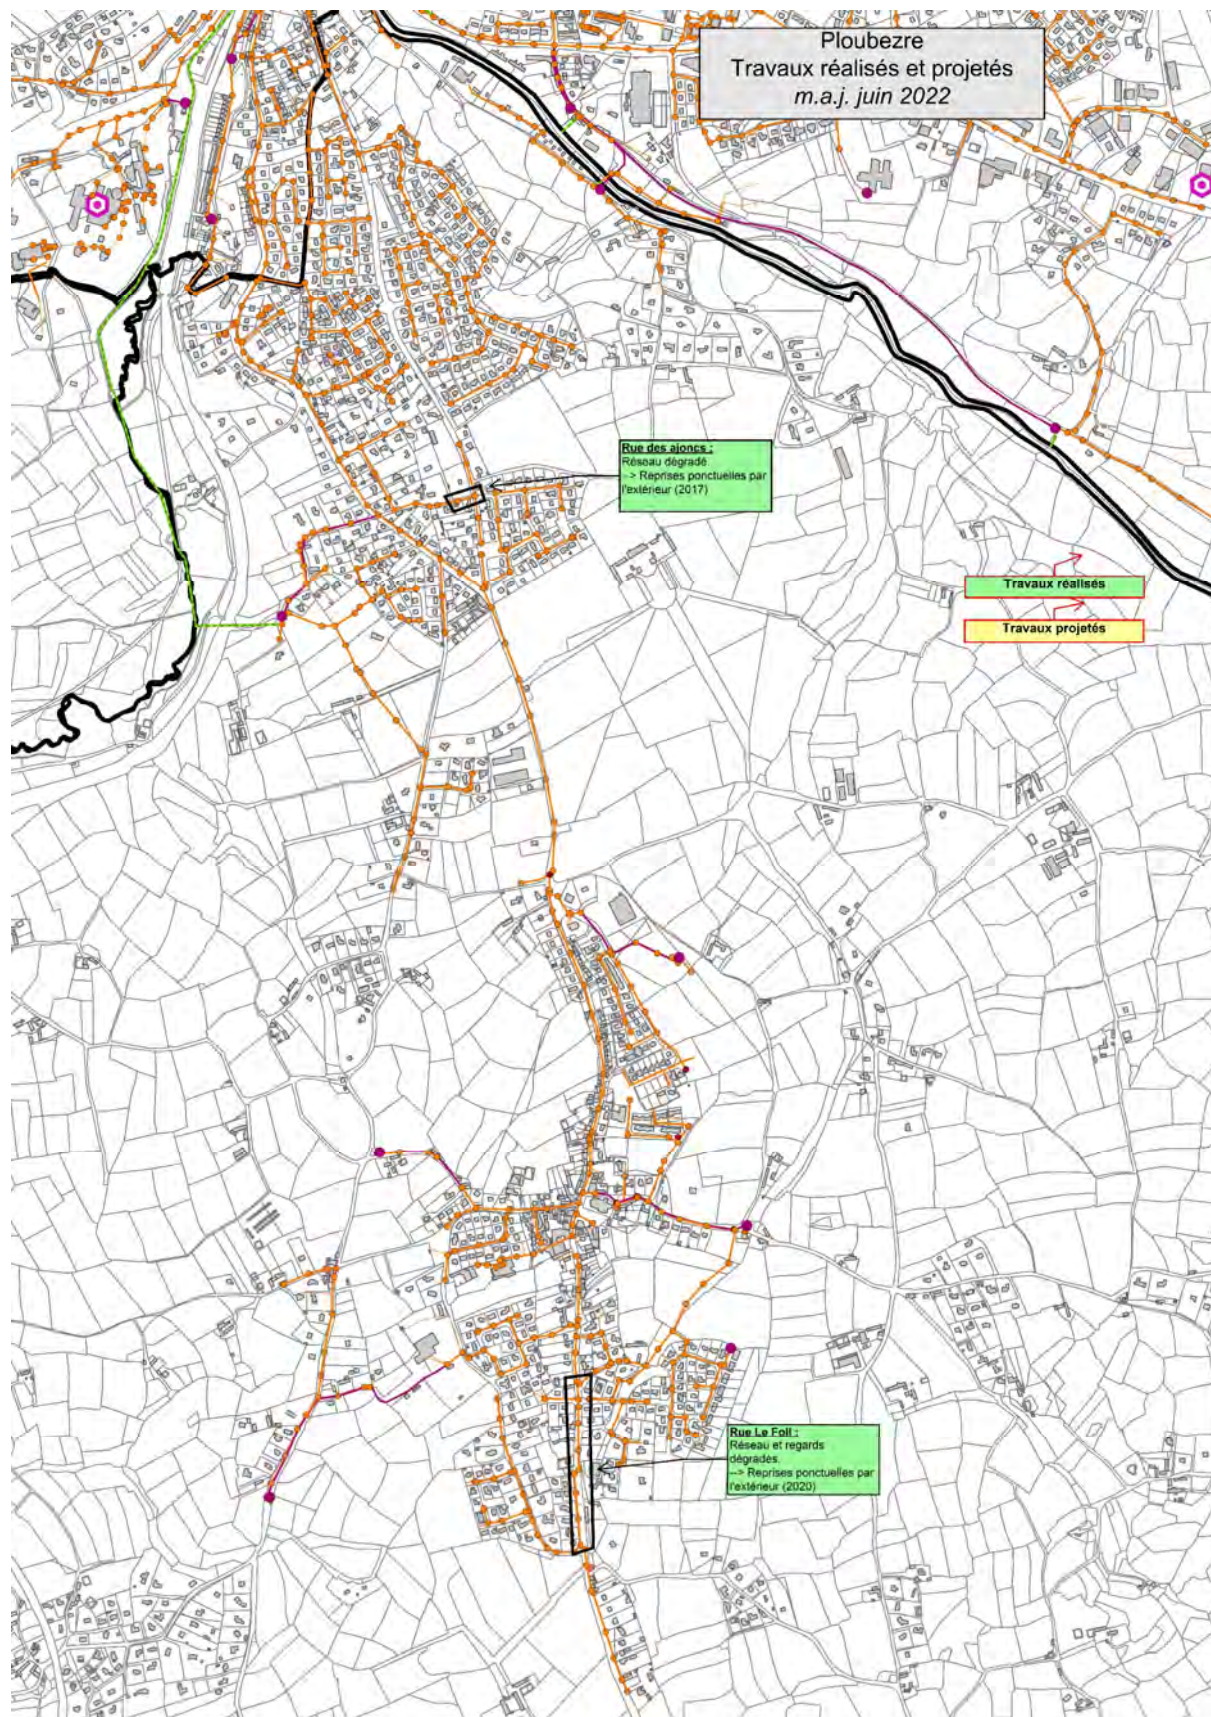 Ploubezre
Travaux réalisés et projetés
m.a.j. juin 2022
Rue des ajoncs :
Réseau dégradé
--> Reprises ponctuelles par
l'extérieur (2017)
Travaux réalisés
Travaux projetés
Rue Le Foll :
Réseau et regards
dégradés.
--> Reprises ponctuelles par
l'extérieur (2020)